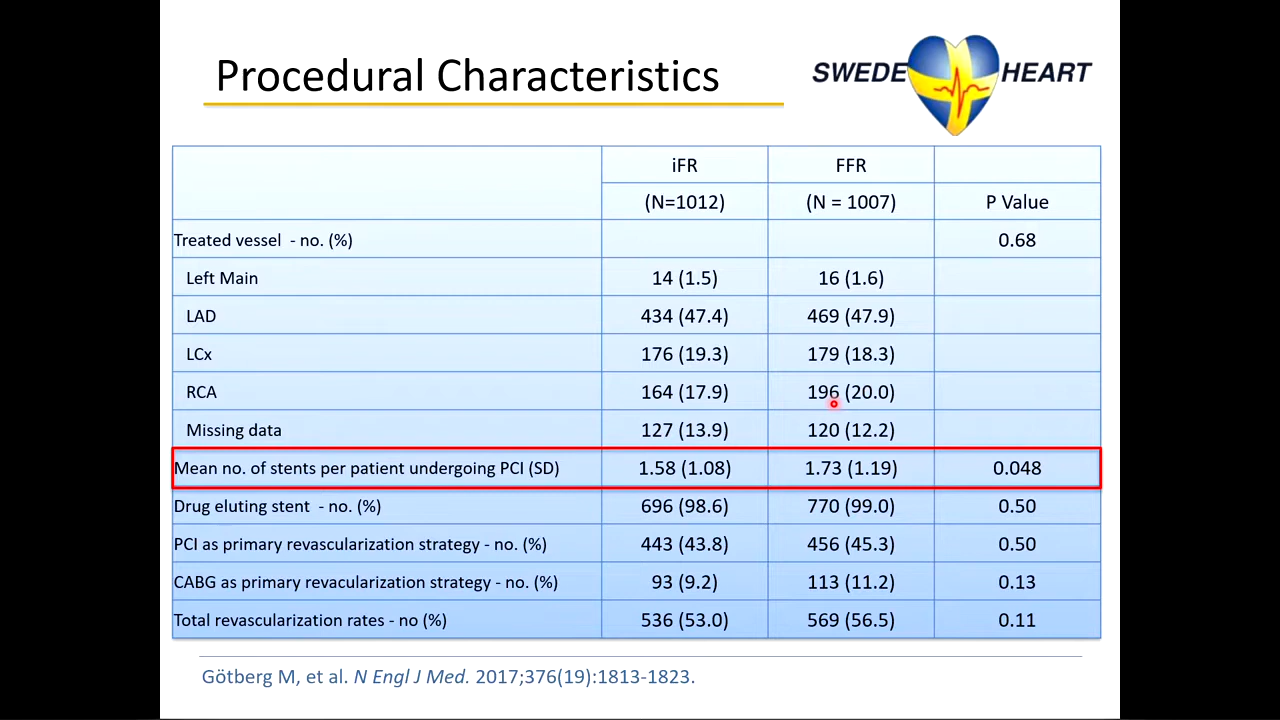 Procedural Characteristics
SWEDE HEART
iFR FFR
(N=1012) (N = 1007) P Value
Treated vessel - no. (%) 0.68
Left Main 14 (1.5) 16 (1.6)
LAD 434 (47.4) 469 (47.9)
LCx 176 (19.3) 179 (18.3)
RCA 164 (17.9) 196 (20.0)
Missing data 127 (13.9) 120 (12.2)
Mean no. of stents per patient undergoing PCI (SD) 1.58 (1.08) 1.73 (1.19) 0.048
Drug eluting stent - no. (%) 696 (98.6) 770 (99.0) 0.50
PCI as primary revascularization strategy - no. (%) 443 (43.8) 456 (45.3) 0.50
CABG as primary revacularization strategy - no. (%) 93 (9.2) 113 (11.2) 0.13
Total revascularization rates - no (%) 536 (53.0) 569 (56.5) 0.11
Götberg M, et al. N Engl J Med. 2017;376(19):1813-1823.